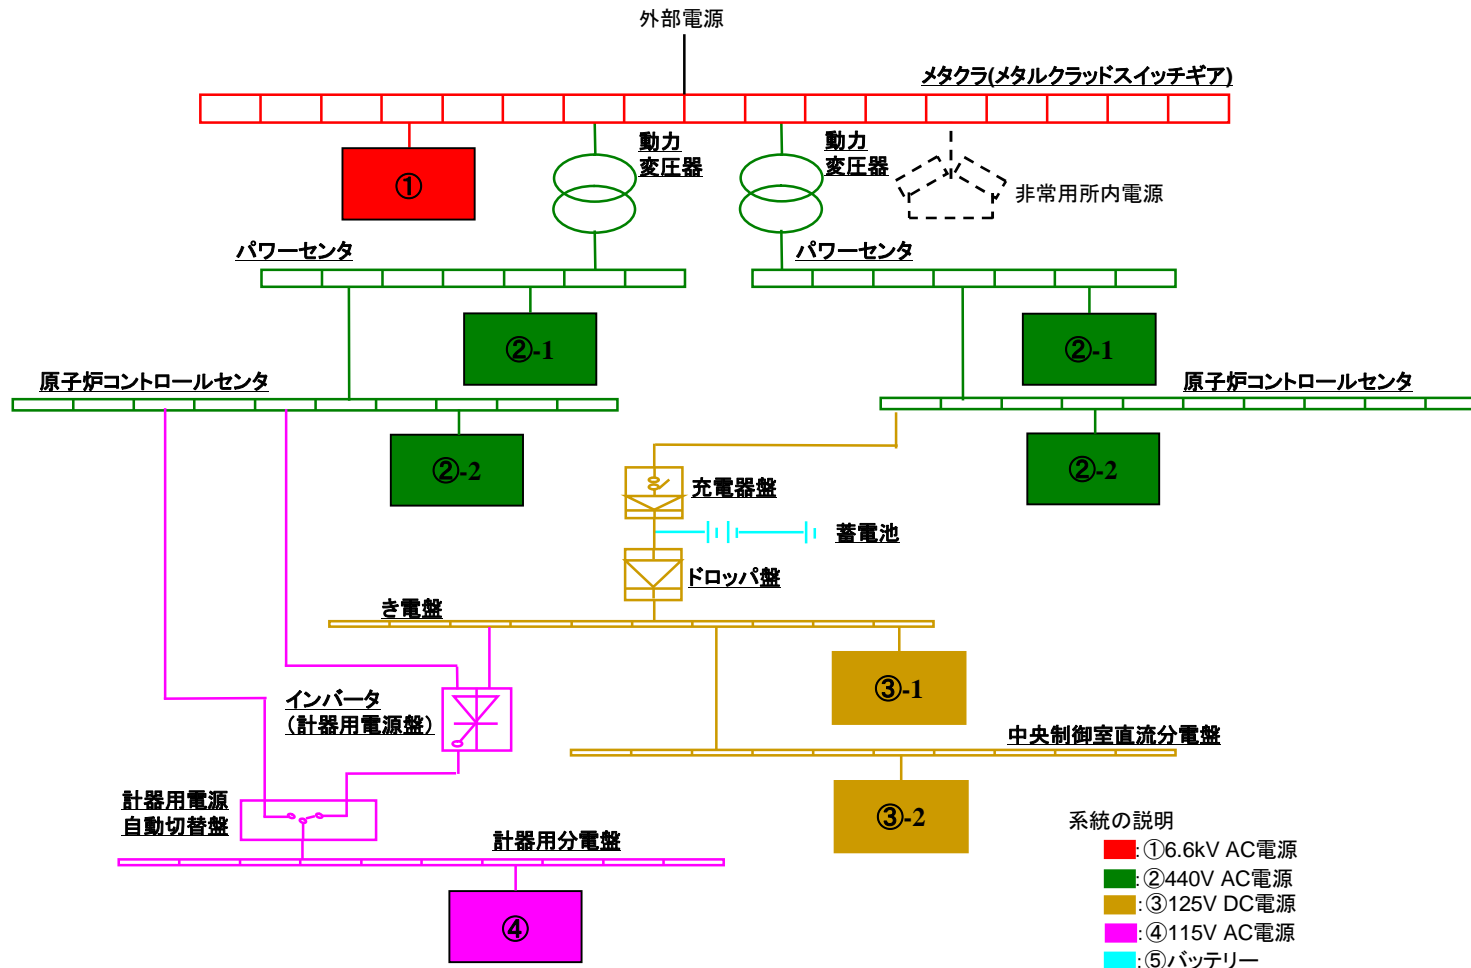 外部電源
メタクラ(メタルクラッドスイッチギア)
動力
変圧器
動力
変圧器
①
非常用所内電源
パワーセンタ
パワーセンタ
②-1
②-1
原子炉コントロールセンタ
原子炉コントロールセンタ
②-2
②-2
充電器盤
蓄電池
ドロッパ盤
き電盤
③-1
インバータ
（計器用電源盤）
中央制御室直流分電盤
計器用電源
自動切替盤
③-2
計器用分電盤
④
系統の説明
:①6.6kV AC電源
:②440V AC電源
:③125V DC電源
:④115V AC電源
:⑤バッテリー